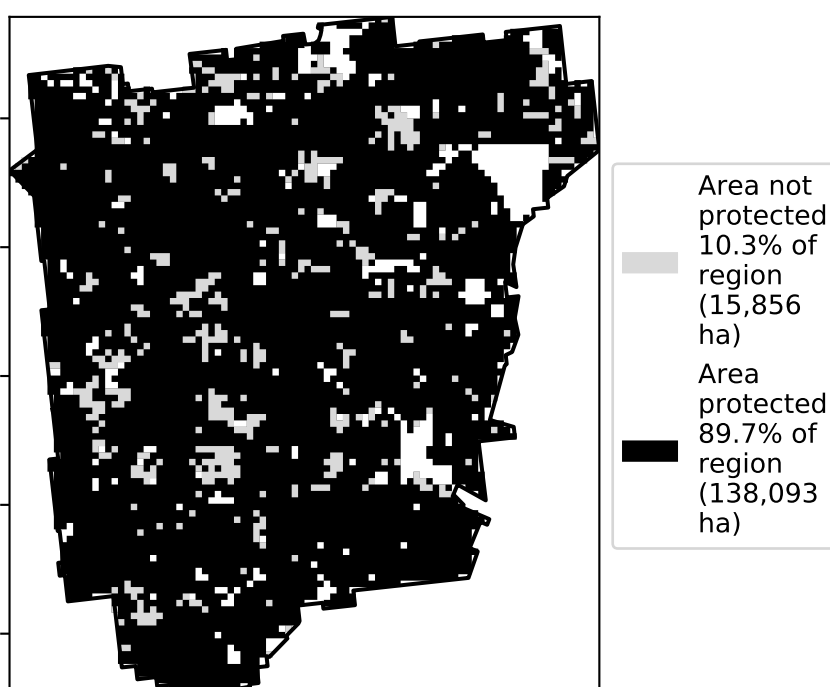 Area not
protected
10.3% of
region
(15,856
ha)
Area
protected
89.7% of
region
(138,093
ha)